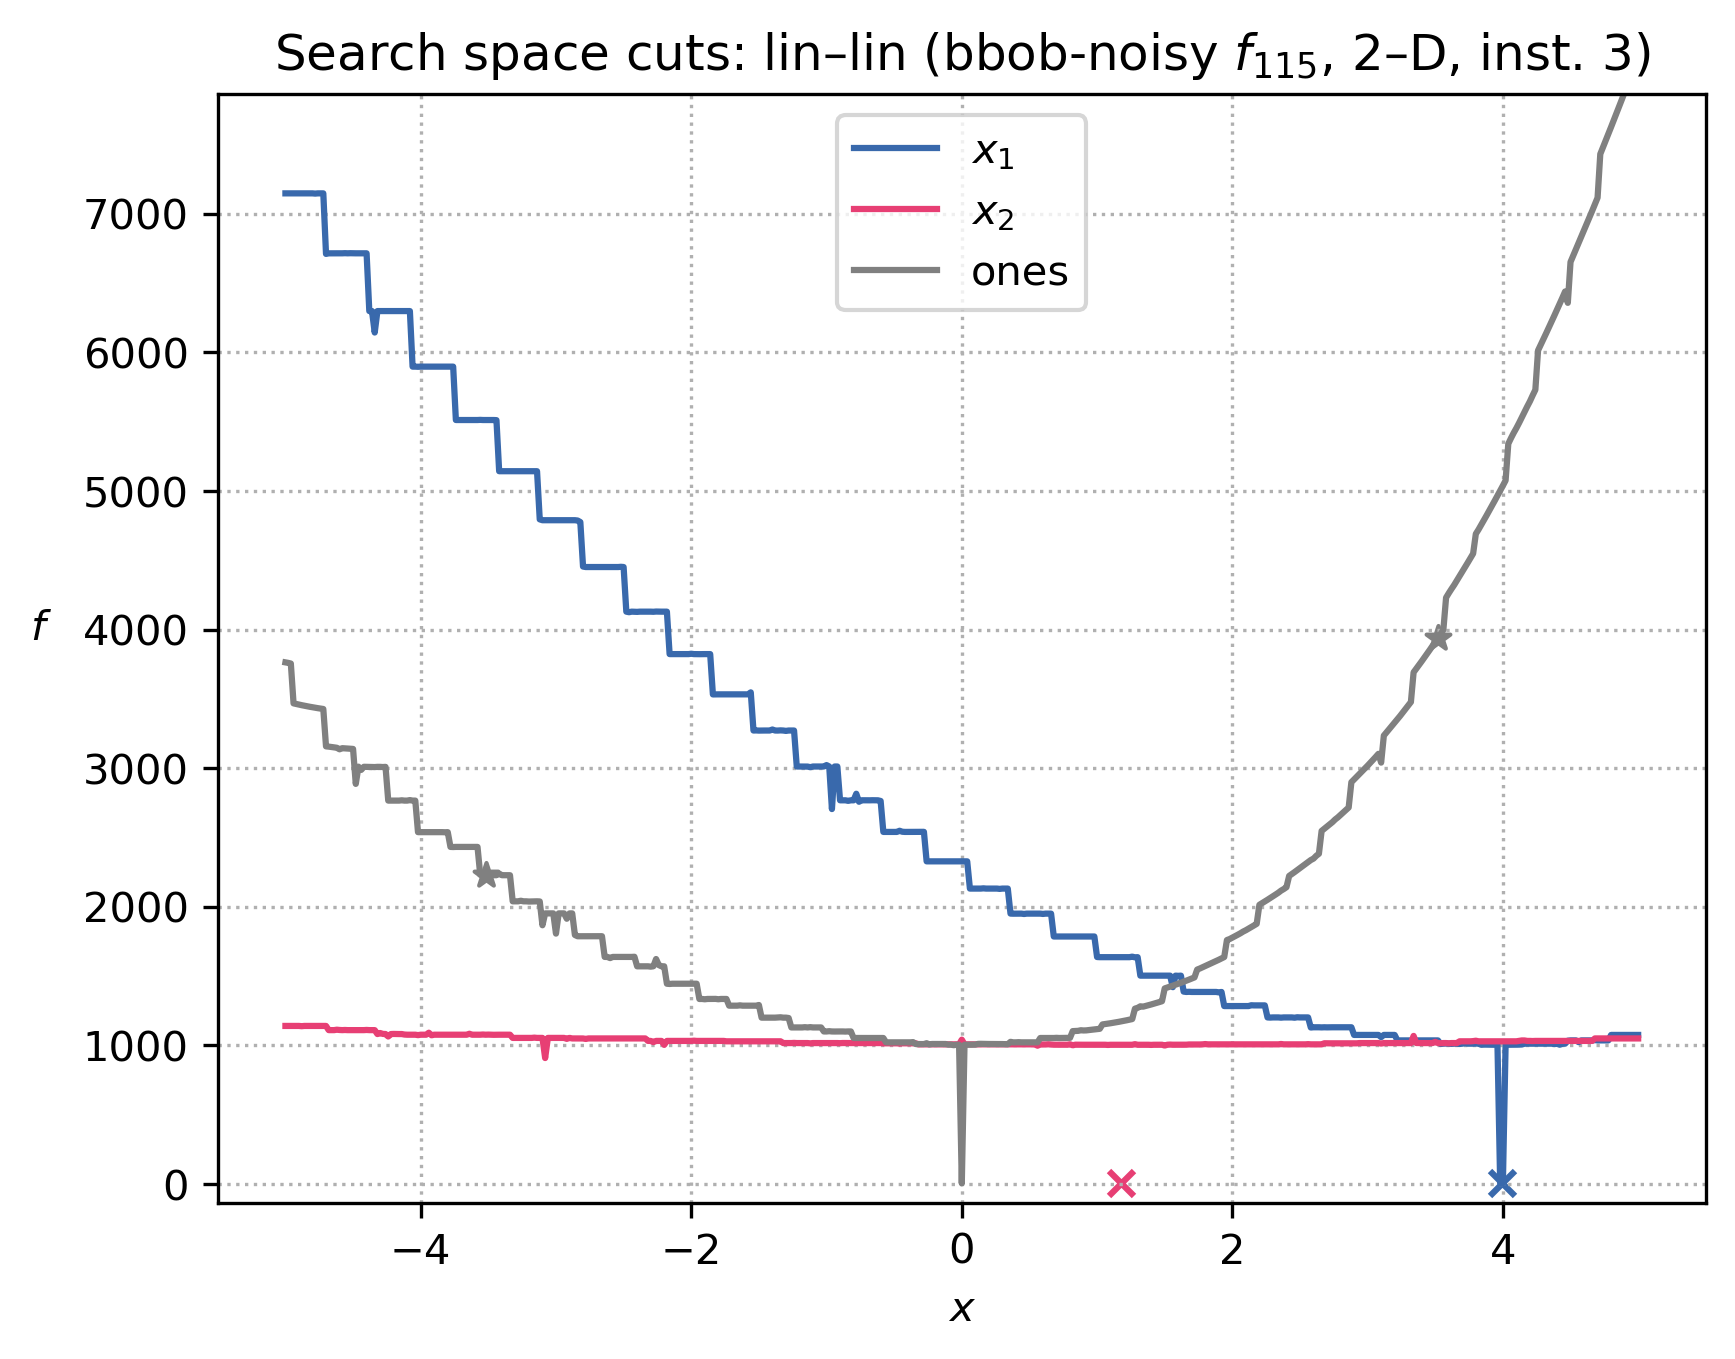 Search space cuts: lin–lin (bbob-noisy f₁₁₅, 2–D, inst. 3)
x₁
x₂
ones
7000
6000
5000
4000
3000
2000
1000
0
f
−4
−2
0
2
4
x